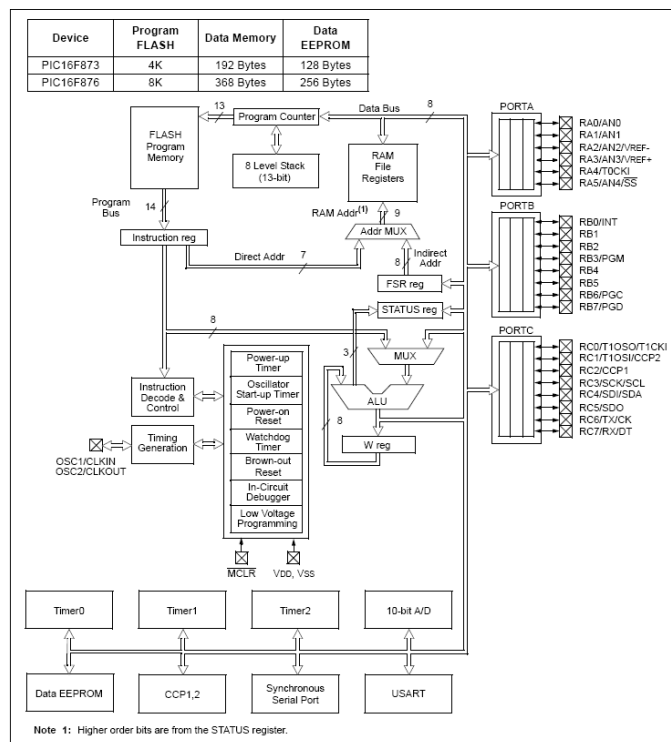 Device Program FLASH Data Memory Data EEPROM
PIC16F873 4K 192 Bytes 128 Bytes
PIC16F876 8K 368 Bytes 256 Bytes
13
Program Counter
Data Bus
8
FLASH
Program
Memory
8 Level Stack
(13-bit)
RAM
File
Registers
Program
Bus
14
RAM Addr(1)
9
Instruction reg
Addr MUX
Direct Addr
7
8
Indirect
Addr
FSR reg
STATUS reg
8
3
MUX
ALU
8
W reg
Instruction
Decode &
Control
Timing
Generation
OSC1/CLKIN
OSC2/CLKOUT
Power-up
Timer
Oscillator
Start-up Timer
Power-on
Reset
Watchdog
Timer
Brown-out
Reset
In-Circuit
Debugger
Low Voltage
Programming
MCLR
VDD, VSS
PORTA
RA0/AN0
RA1/AN1
RA2/AN2/VREF-
RA3/AN3/VREF+
RA4/T0CKI
RA5/AN4/SS
PORTB
RB0/INT
RB1
RB2
RB3/PGM
RB4
RB5
RB6/PGC
RB7/PGD
PORTC
RC0/T1OSO/T1CKI
RC1/T1OSI/CCP2
RC2/CCP1
RC3/SCK/SCL
RC4/SDI/SDA
RC5/SDO
RC6/TX/CK
RC7/RX/DT
Timer0
Timer1
Timer2
10-bit A/D
Data EEPROM
CCP1,2
Synchronous
Serial Port
USART
Note 1: Higher order bits are from the STATUS register.